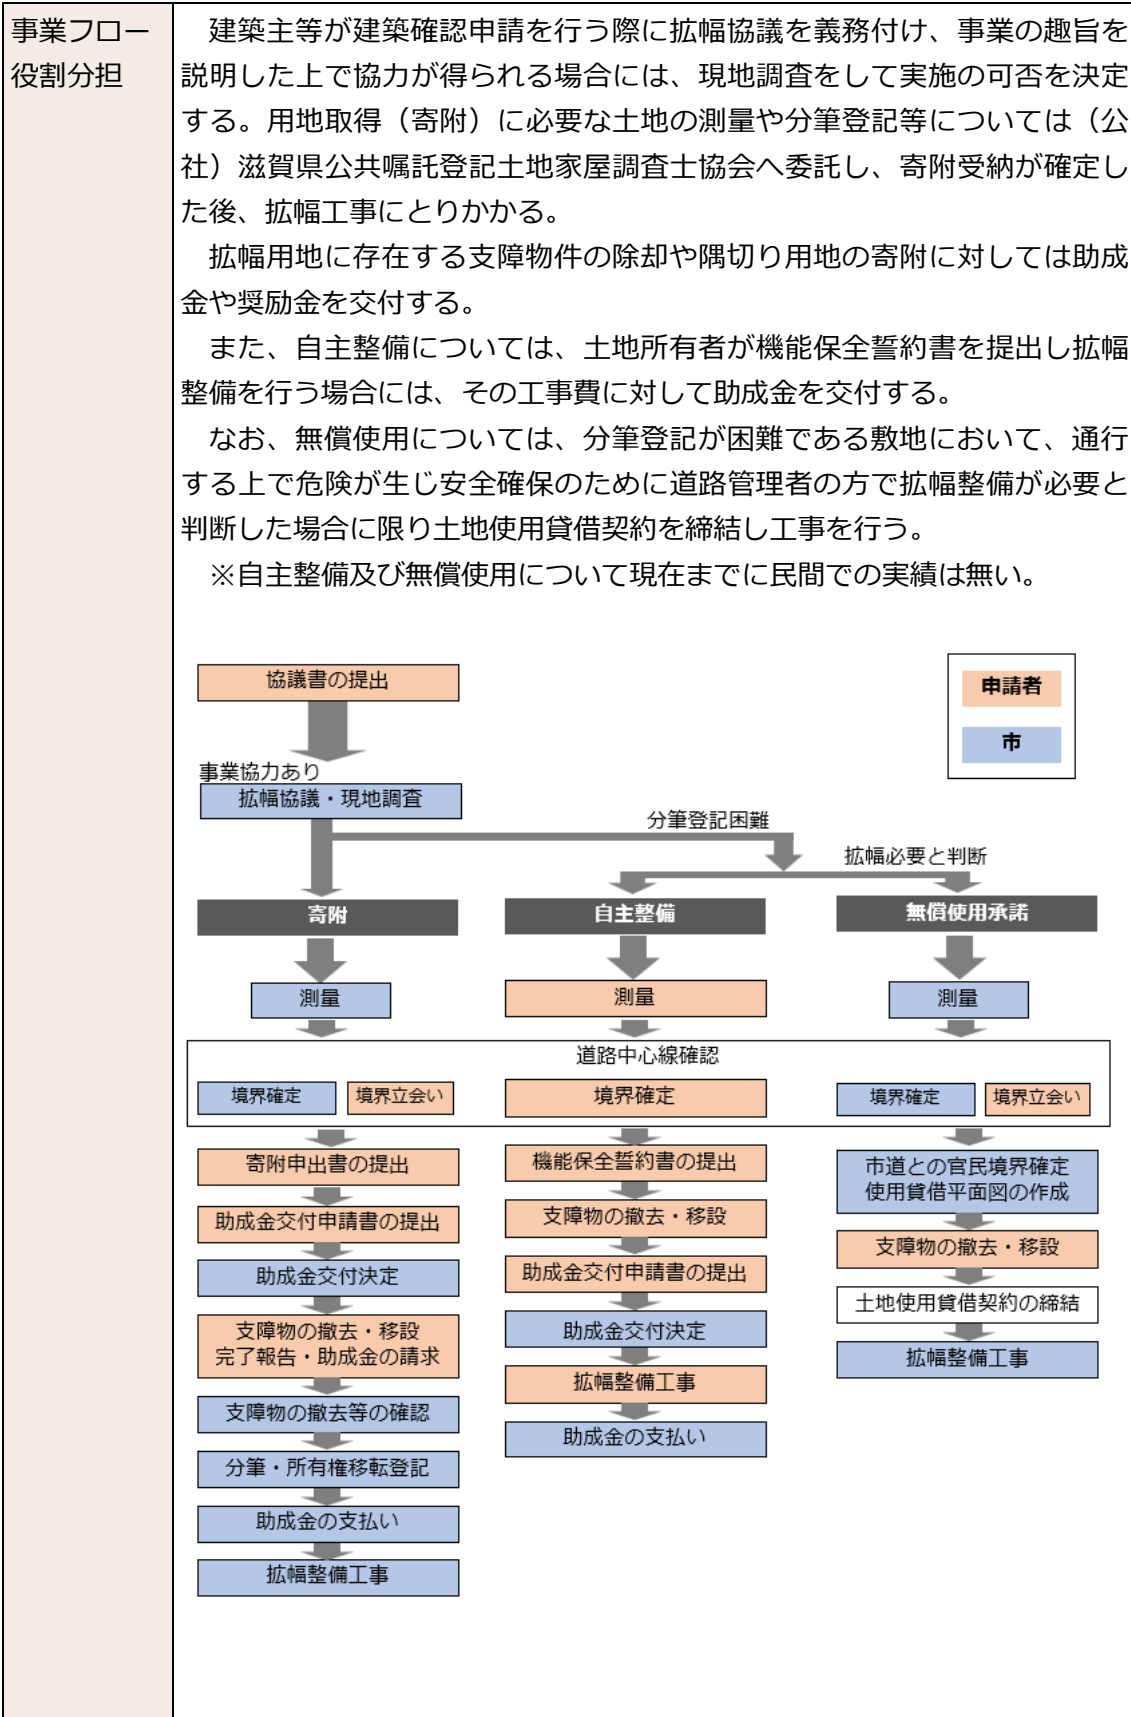 事業フロー
役割分担
建築主等が建築確認申請を行う際に拡幅協議を義務付け、事業の趣旨を
説明した上で協力が得られる場合には、現地調査をして実施の可否を決定
する。用地取得（寄附）に必要な土地の測量や分筆登記等については（公
社）滋賀県公共嘱託登記土地家屋調査士協会へ委託し、寄附受納が確定し
た後、拡幅工事にとりかかる。
拡幅用地に存在する支障物件の除却や隅切り用地の寄附に対しては助成
金や奨励金を交付する。
また、自主整備については、土地所有者が機能保全誓約書を提出し拡幅
整備を行う場合には、その工事費に対して助成金を交付する。
なお、無償使用については、分筆登記が困難である敷地において、通行
する上で危険が生じ安全確保のために道路管理者の方で拡幅整備が必要と
判断した場合に限り土地使用貸借契約を締結し工事を行う。
※自主整備及び無償使用について現在までに民間での実績は無い。
協議書の提出
申請者
市
事業協力あり
拡幅協議・現地調査
分筆登記困難
拡幅必要と判断
寄附
自主整備
無償使用承諾
測量
測量
測量
道路中心線確認
境界確定
境界立会い
境界確定
境界確定
境界立会い
寄附申出書の提出
助成金交付申請書の提出
助成金交付決定
支障物の撤去・移設
完了報告・助成金の請求
支障物の撤去等の確認
分筆・所有権移転登記
助成金の支払い
拡幅整備工事
機能保全誓約書の提出
支障物の撤去・移設
助成金交付申請書の提出
助成金交付決定
拡幅整備工事
助成金の支払い
市道との官民境界確定
使用貸借平面図の作成
支障物の撤去・移設
土地使用貸借契約の締結
拡幅整備工事